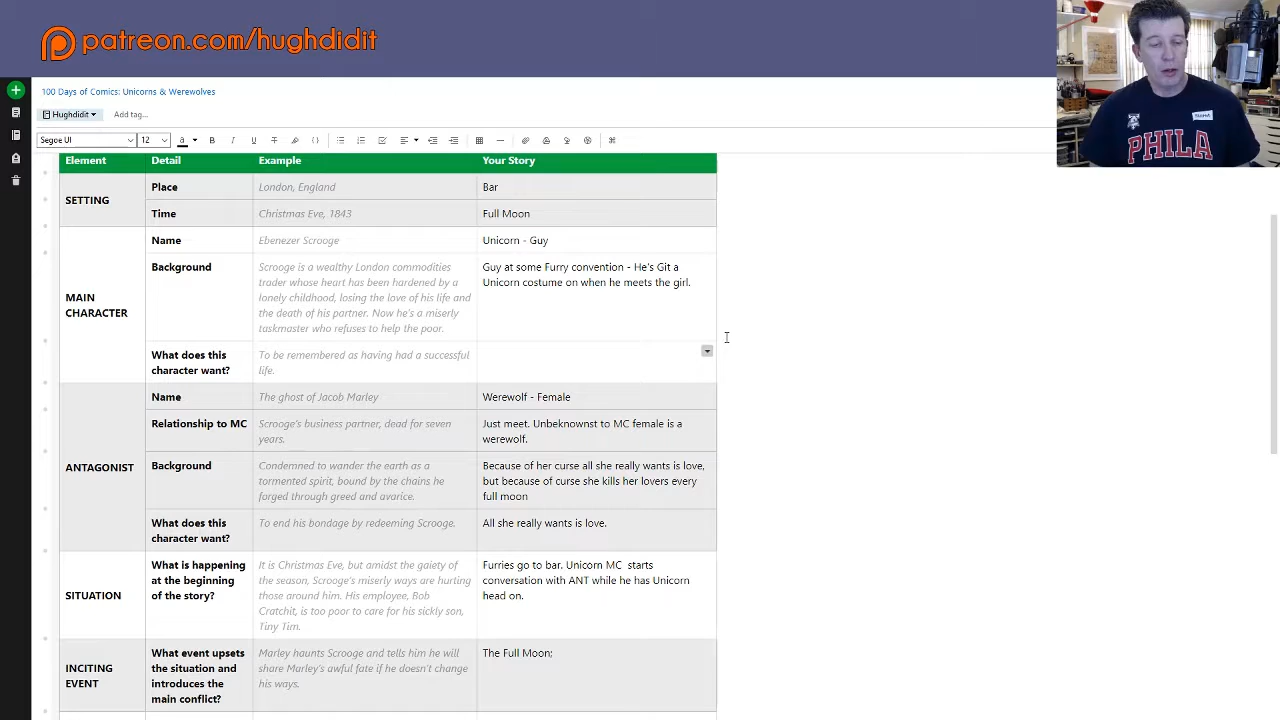 patreon.com/hughdidit
100 Days of Comics: Unicorns & Werewolves
Hughdidit Add tag...
Segoe UI 12 a B I U T
Element Detail Example Your Story
SETTING
Place London, England Bar
Time Christmas Eve, 1843 Full Moon
MAIN
CHARACTER
Name Ebenezer Scrooge Unicorn - Guy
Background
Scrooge is a wealthy London commodities
trader whose heart has been hardened by a
lonely childhood, losing the love of his life and
the death of his partner. Now he's a miserly
taskmaster who refuses to help the poor.
Guy at some Furry convention - He's Git a
Unicorn costume on when he meets the girl.
What does this
character want?
To be remembered as having had a successful
life.
ANTAGONIST
Name The ghost of Jacob Marley Werewolf - Female
Relationship to MC
Scrooge's business partner, dead for seven
years.
Just meet. Unbeknownst to MC female is a
werewolf.
Background
Condemned to wander the earth as a
tormented spirit, bound by the chains he
forged through greed and avarice.
Because of her curse all she really wants is love,
but because of curse she kills her lovers every
full moon
What does this
character want?
To end his bondage by redeeming Scrooge.
All she really wants is love.
SITUATION
What is happening
at the beginning
of the story?
It is Christmas Eve, but amidst the gaiety of
the season, Scrooge's miserly ways are hurting
those around him. His employee, Bob
Cratchit, is too poor to care for his sickly son,
Tiny Tim.
Furries go to bar. Unicorn MC starts
conversation with ANT while he has Unicorn
head on.
INCITING
EVENT
What event upsets
the situation and
introduces the
main conflict?
Marley haunts Scrooge and tells him he will
share Marley's awful fate if he doesn't change
his ways.
The Full Moon;
PHILA